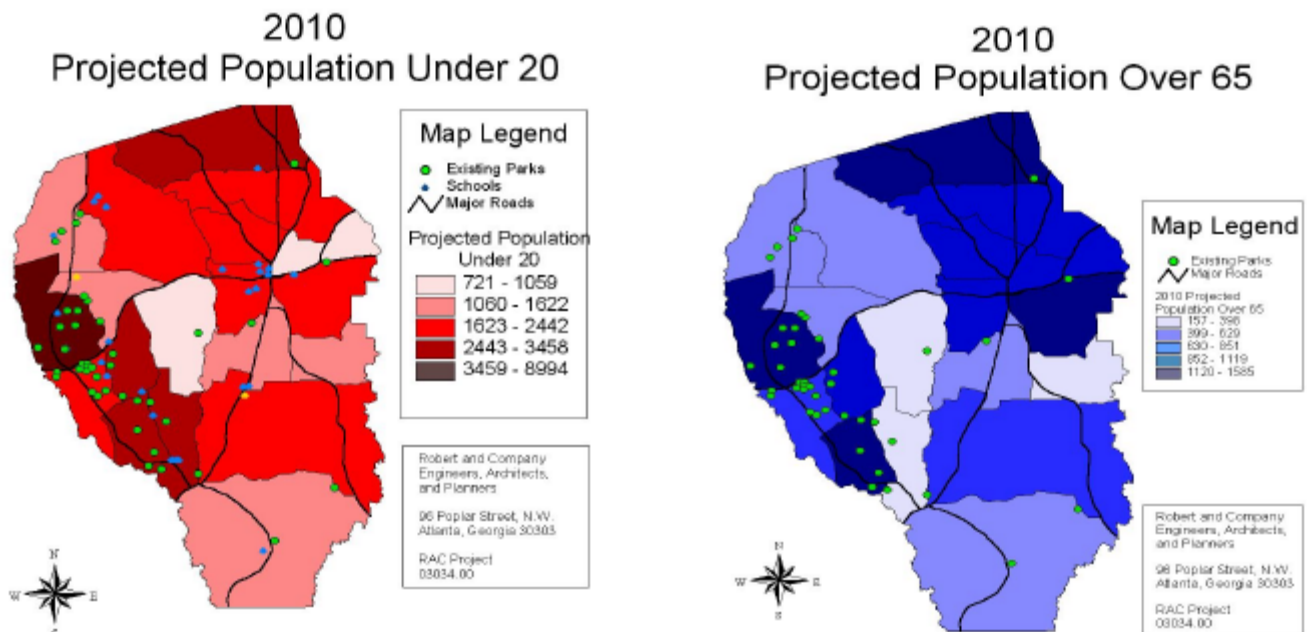 2010
Projected Population Under 20
Map Legend
Existing Parks
Schools
Major Roads
Projected Population
Under 20
721 - 1059
1060 - 1622
1623 - 2442
2443 - 3458
3459 - 8994
Robert and Company
Engineers, Architects,
and Planners
96 Poplar Street, N.W.
Atlanta, Georgia 30303
RAC Project
03034.00
N
W E
S
2010
Projected Population Over 65
Map Legend
Existing Parks
Major Roads
2010 Projected
Population Over 65
157 - 398
399 - 629
630 - 851
852 - 1119
1120 - 1585
Robert and Company
Engineers, Architects,
and Planners
96 Poplar Street, N.W.
Atlanta, Georgia 30303
RAC Project
03034.00
N
W E
S